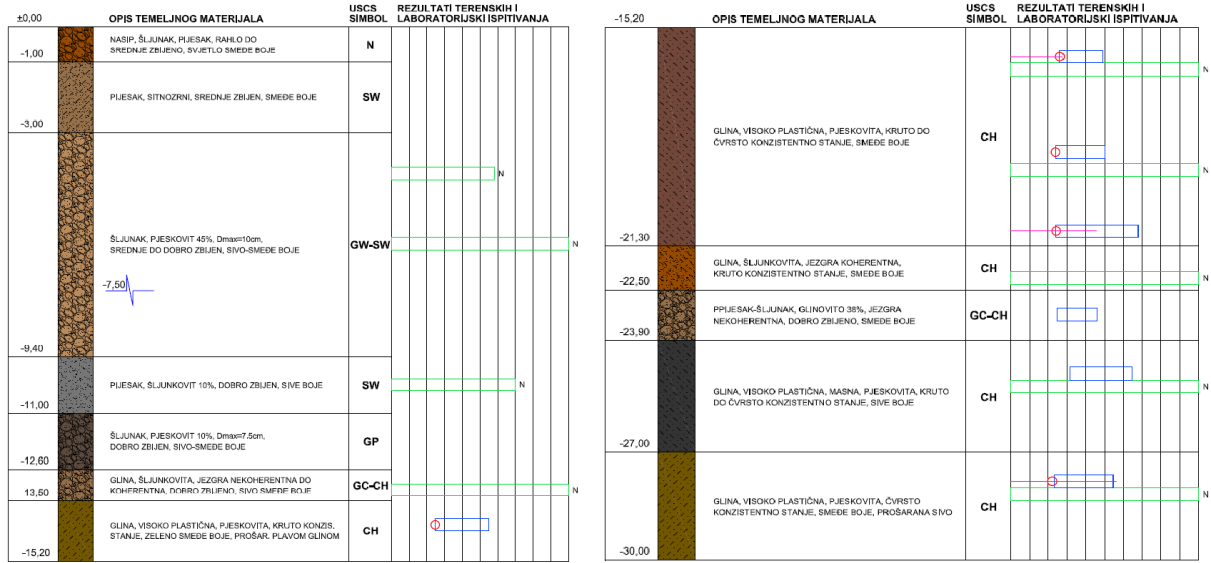 ±0,00
OPIS TEMELJNOG MATERIJALA
USCS
SIMBOL
REZULTATI TERENSKIH I
LABORATORIJSKI ISPITIVANJA
NASIP, ŠLJUNAK, PIJESAK, RAHLO DO
SREDNJE ZBIJENO, SVJETLO SMEĐE BOJE
N
-1,00
PIJESAK, SITNOZRNI, SREDNJE ZBIJEN, SMEĐE BOJE
SW
-3,00
N
ŠLJUNAK, PJESKOVIT 45%, Dmax=10cm,
SREDNJE DO DOBRO ZBIJEN, SIVO-SMEĐE BOJE
GW-SW
N
-7,50
-9,40
PIJESAK, ŠLJUNKOVIT 10%, DOBRO ZBIJEN, SIVE BOJE
SW
N
-11,00
ŠLJUNAK, PJESKOVIT 10%, Dmax=7.5cm,
DOBRO ZBIJEN, SIVO-SMEĐE BOJE
GP
-12,60
GLINA, ŠLJUNKOVITA, JEZGRA NEKOHERENTNA DO
KOHERENTNA, DOBRO ZBIJENO, SIVO SMEĐE BOJE
GC-CH
N
13,50
GLINA, VISOKO PLASTIČNA, PJESKOVITA, KRUTO KONZIS.
STANJE, ZELENO SMEĐE BOJE, PROŠAR. PLAVOM GLINOM
CH
-15,20
-15,20
OPIS TEMELJNOG MATERIJALA
USCS
SIMBOL
REZULTATI TERENSKIH I
LABORATORIJSKI ISPITIVANJA
N
GLINA, VISOKO PLASTIČNA, PJESKOVITA, KRUTO DO
ČVRSTO KONZISTENTNO STANJE, SMEĐE BOJE
CH
N
-21,30
GLINA, ŠLJUNKOVITA, JEZGRA KOHERENTNA,
KRUTO KONZISTENTNO STANJE, SMEĐE BOJE
CH
N
-22,50
PPIJESAK-ŠLJUNAK, GLINOVITO 38%, JEZGRA
NEKOHERENTNA, DOBRO ZBIJENO, SMEĐE BOJE
GC-CH
-23,90
GLINA, VISOKO PLASTIČNA, MASNA, PJESKOVITA, KRUTO
DO ČVRSTO KONZISTENTNO STANJE, SIVE BOJE
CH
N
-27,00
GLINA, VISOKO PLASTIČNA, PJESKOVITA, ČVRSTO
KONZISTENTNO STANJE, SMEĐE BOJE, PROŠARANA SIVO
CH
N
-30,00